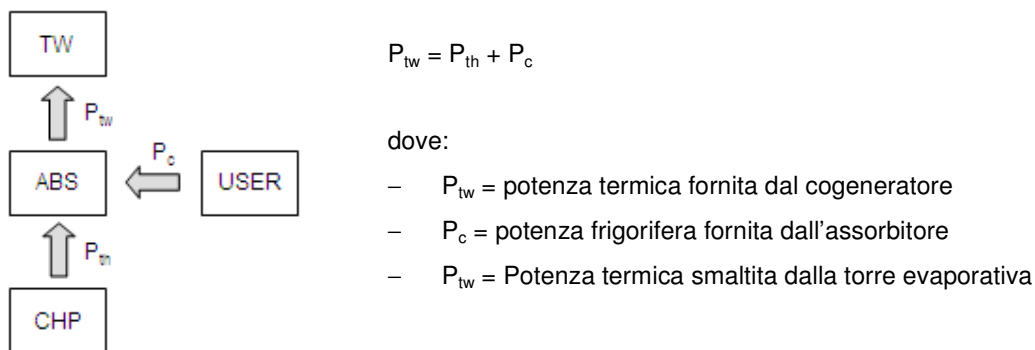 TW
P_tw = P_th + P_c
P_tw
dove:
P_c
ABS
USER
– P_tw = potenza termica fornita dal cogeneratore
– P_c = potenza frigorifera fornita dall'assorbitore
P_th
– P_tw = Potenza termica smaltita dalla torre evaporativa
CHP